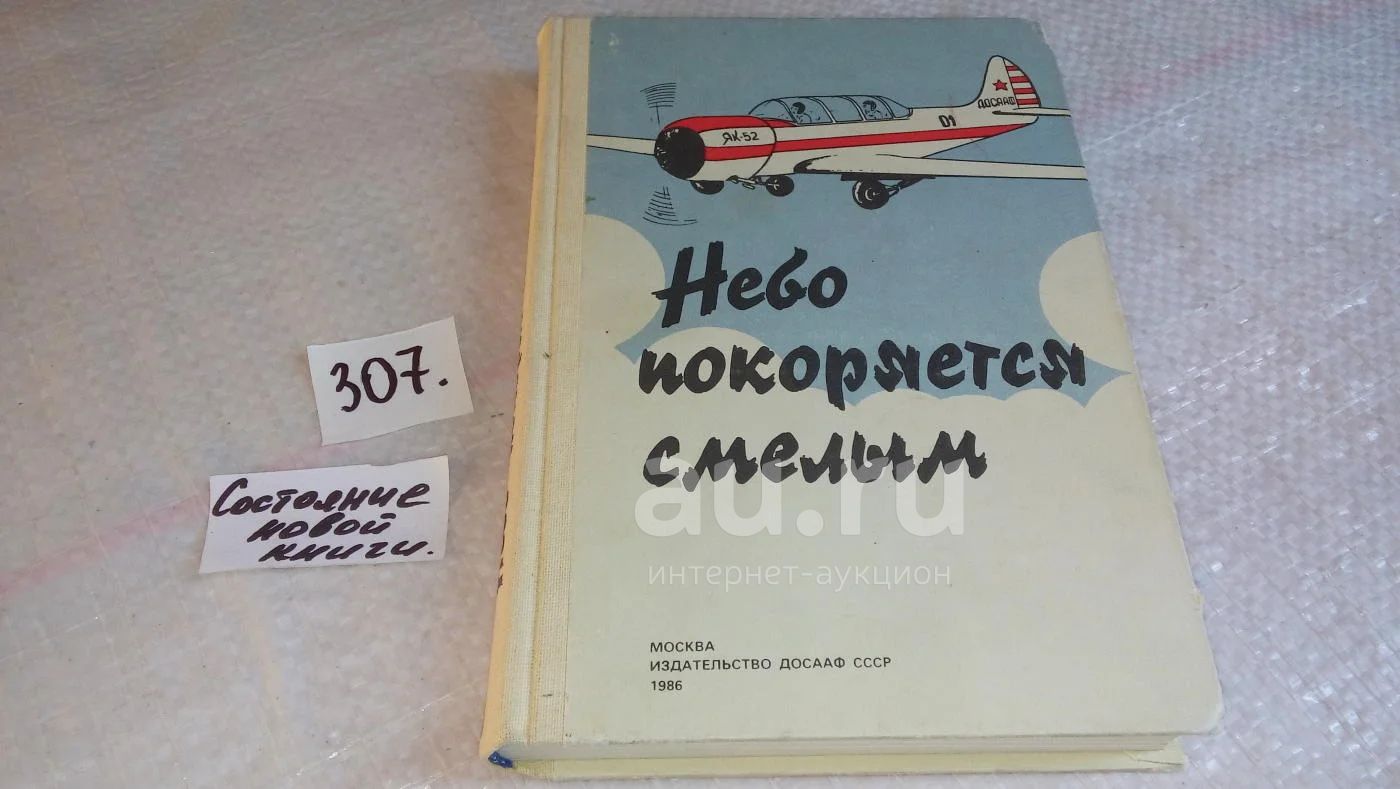 ДОСААФ
01
ЯК-52
Небо
покоряется
смелым
307.
Состояние
новой
книги.
au.ru
интернет-аукцион
МОСКВА
ИЗДАТЕЛЬСТВО ДОСААФ СССР
1986